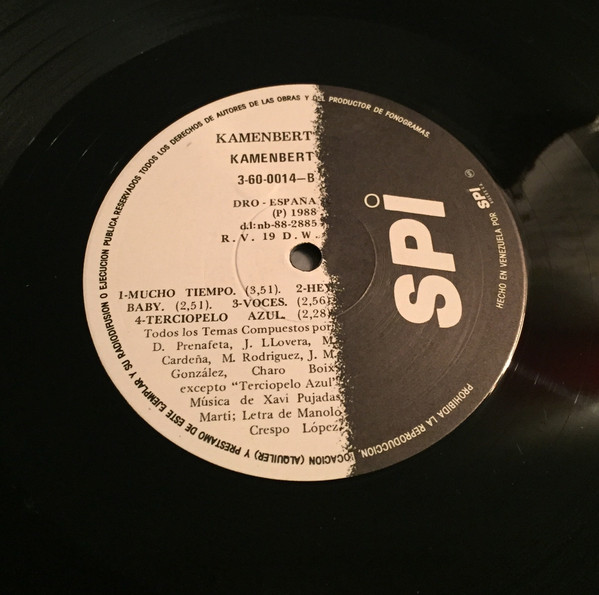 RESERVADOS TODOS LOS DERECHOS DE AUTORES DE LAS OBRAS Y DEL PRODUCTOR DE FONOGRAMAS.
KAMENBERT
KAMENBERT
3-60-0014-B
DRO - ESPAÑA
(P) 1988
d.l:nb-88-2885
R. V. 19 D. W.
1-MUCHO TIEMPO. (3,51). 2-HEY
BABY. (2,51). 3-VOCES. (2,56)
4-TERCIOPELO AZUL. (2,28)
Todos los Temas Compuestos por
D. Prenafeta, J. LLovera, M.
Cardeña, M. Rodriguez, J. M.
González, Charo Boix
excepto "Terciopelo Azul"
Música de Xavi Pujadas
Marti; Letra de Manolo
Crespo López.
SPI
HECHO EN VENEZUELA POR SPI
PROHIBIDA LA REPRODUCCION, LOCACION (ALQUILER) Y PRESTAMO DE ESTE EJEMPLAR Y SU RADIODIFUSION O EJECUCION PUBLICA.